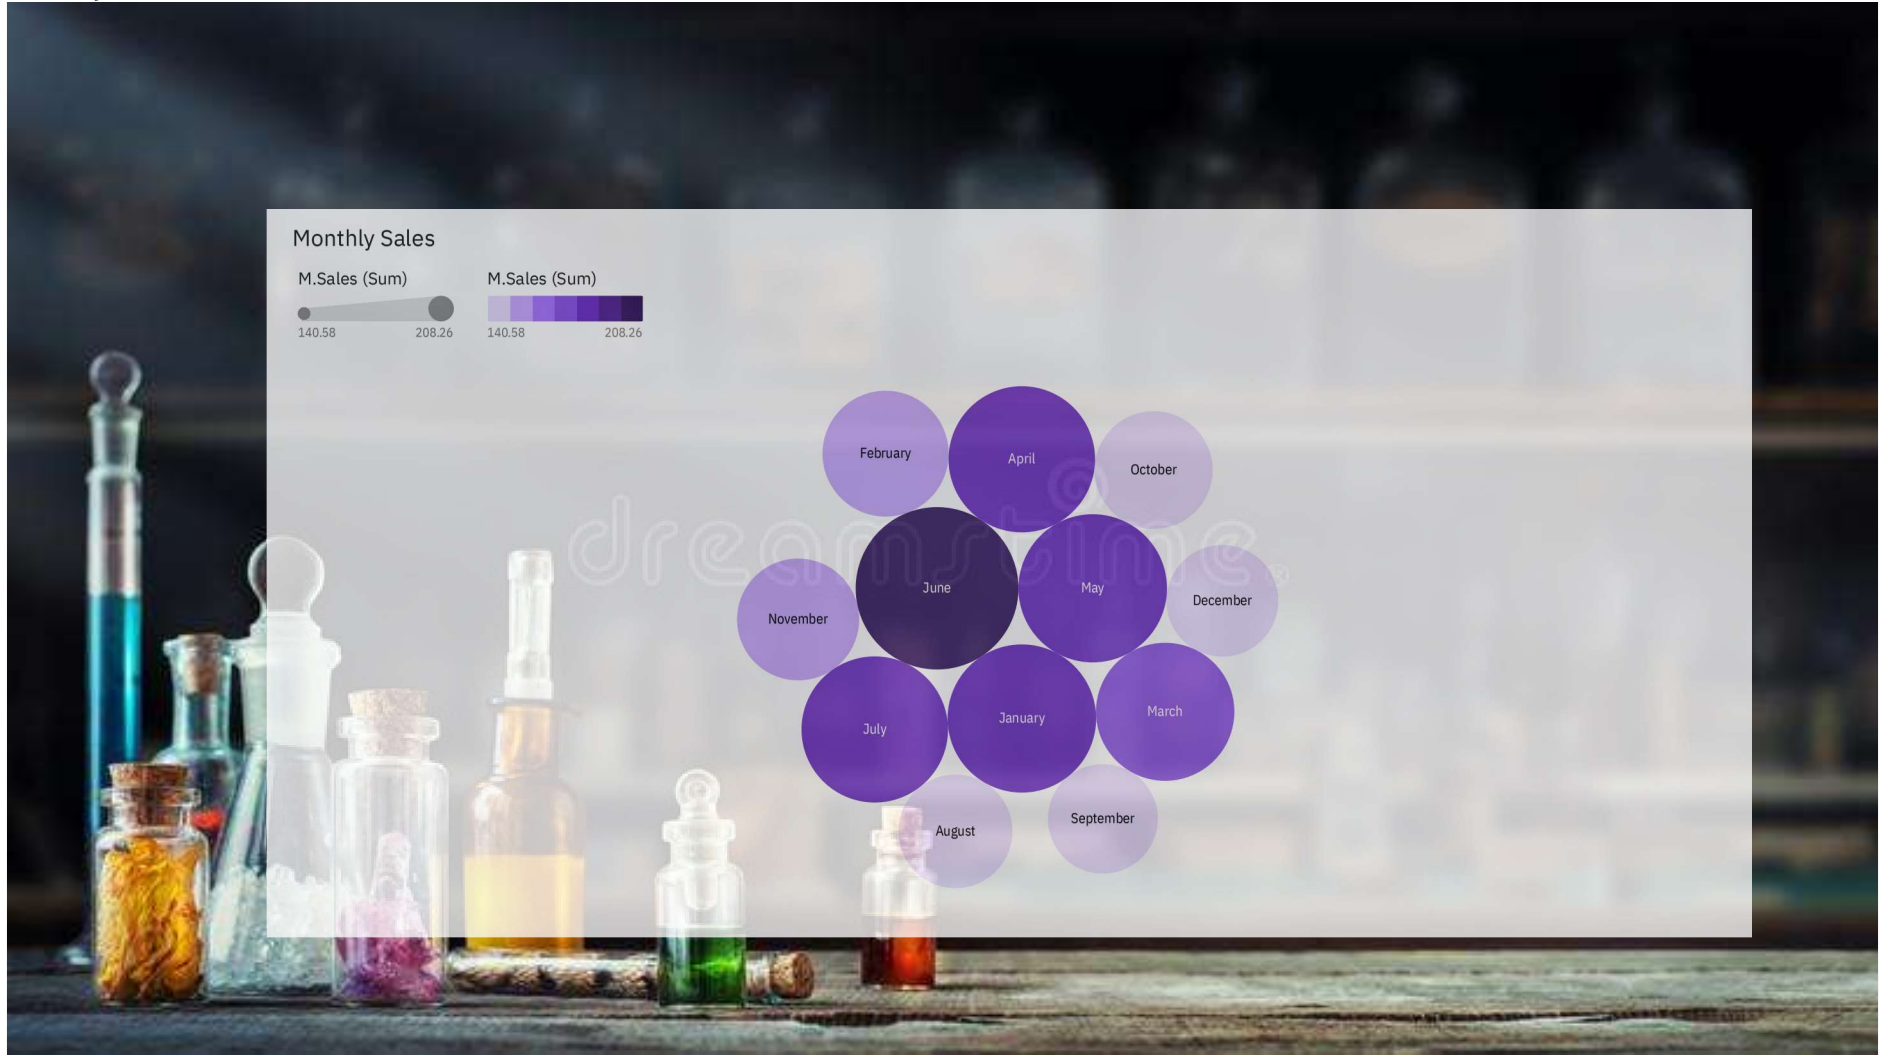 Monthly Sales
M.Sales (Sum)
M.Sales (Sum)
140.58
208.26
140.58
208.26
February
April
October
dreamstime
June
May
November
December
July
January
March
August
September